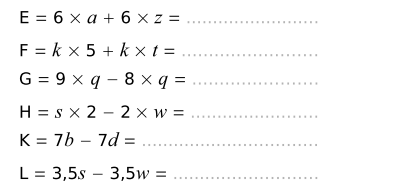 E = 6 × a + 6 × z = ................................
F = k × 5 + k × t = .................................
G = 9 × q − 8 × q = ...............................
H = s × 2 − 2 × w = ...............................
K = 7b − 7d = ...........................................
L = 3,5s − 3,5w = ...................................